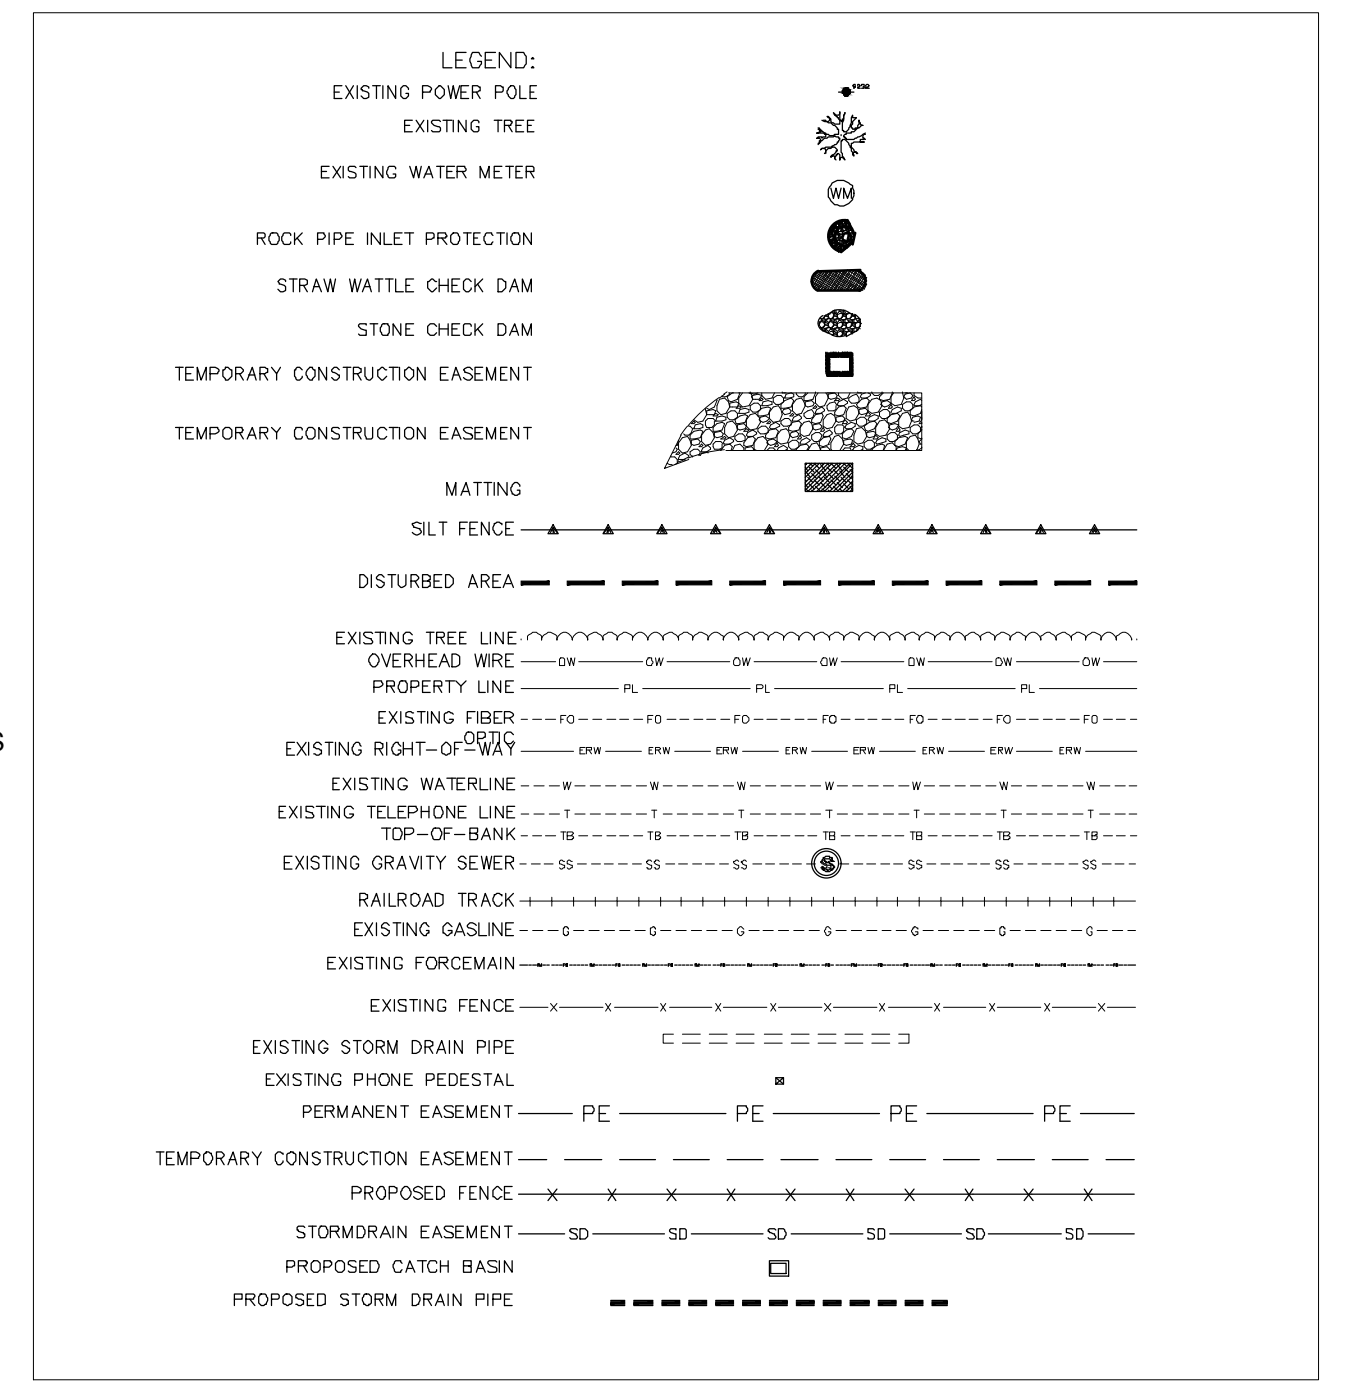 LEGEND:
EXISTING POWER POLE 9232
EXISTING TREE
EXISTING WATER METER
WM
ROCK PIPE INLET PROTECTION
STRAW WATTLE CHECK DAM
STONE CHECK DAM
TEMPORARY CONSTRUCTION EASEMENT
TEMPORARY CONSTRUCTION EASEMENT
MATTING
SILT FENCE
DISTURBED AREA
EXISTING TREE LINE
OVERHEAD WIRE OW OW OW OW OW OW OW
PROPERTY LINE PL PL PL PL
EXISTING FIBER FO FO FO FO FO FO FO
OPTIC
S
EXISTING RIGHT-OF-WAY ERW ERW ERW ERW ERW ERW ERW ERW
EXISTING WATERLINE W W W W W W W
EXISTING TELEPHONE LINE T T T T T T T
TOP-OF-BANK TB TB TB TB TB TB TB
EXISTING GRAVITY SEWER SS SS SS S SS SS SS
RAILROAD TRACK
EXISTING GASLINE G G G G G G G
EXISTING FORCEMAIN
EXISTING FENCE X X X X X X X X X X X
EXISTING STORM DRAIN PIPE
EXISTING PHONE PEDESTAL
PERMANENT EASEMENT PE PE PE PE
TEMPORARY CONSTRUCTION EASEMENT
PROPOSED FENCE X X X X X X X X X X
STORMDRAIN EASEMENT SD SD SD SD SD SD
PROPOSED CATCH BASIN
PROPOSED STORM DRAIN PIPE